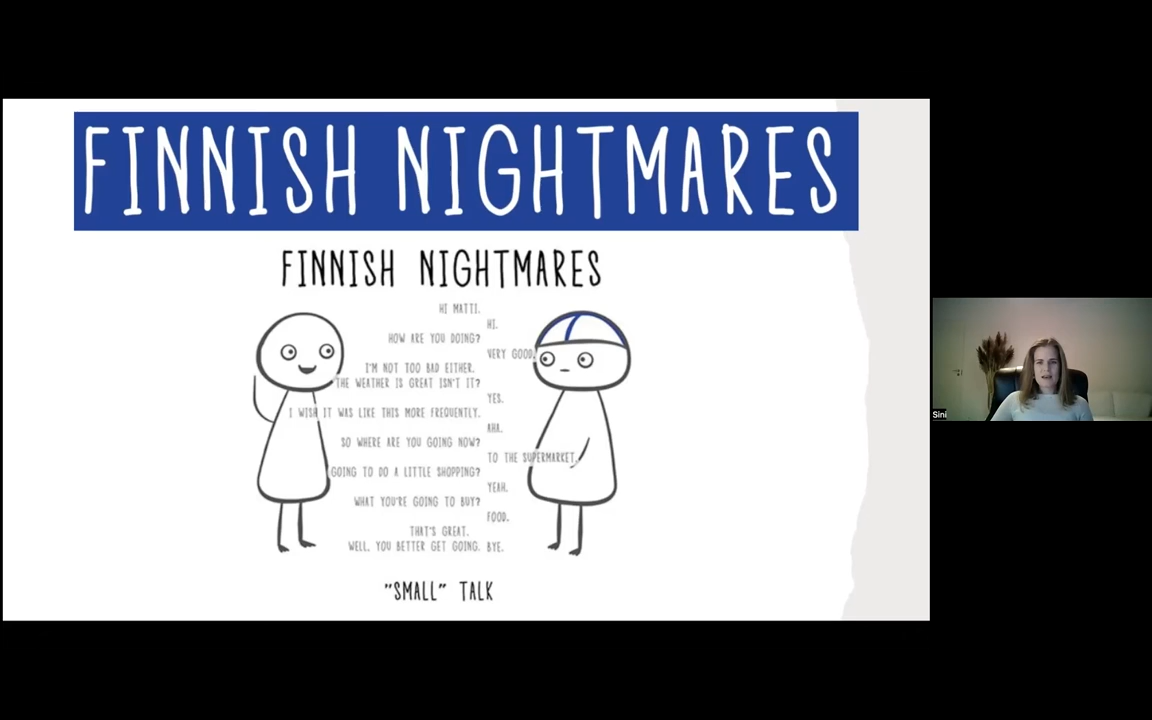 FINNISH NIGHTMARES
FINNISH NIGHTMARES
HI MATTI.
HI.
HOW ARE YOU DOING?
VERY GOOD.
I'M NOT TOO BAD EITHER.
THE WEATHER IS GREAT ISN'T IT?
YES.
I WISH IT WAS LIKE THIS MORE FREQUENTLY.
AHA.
SO WHERE ARE YOU GOING NOW?
TO THE SUPERMARKET.
GOING TO DO A LITTLE SHOPPING?
YEAH.
WHAT YOU'RE GOING TO BUY?
FOOD.
THAT'S GREAT.
WELL. YOU BETTER GET GOING.
BYE.
"SMALL" TALK
Sini